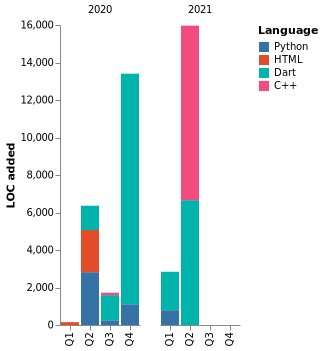 2020
2021
Language
Python
HTML
Dart
C++
LOC added
16,000
14,000
12,000
10,000
8,000
6,000
4,000
2,000
0
Q1
Q2
Q3
Q4
Q1
Q2
Q3
Q4